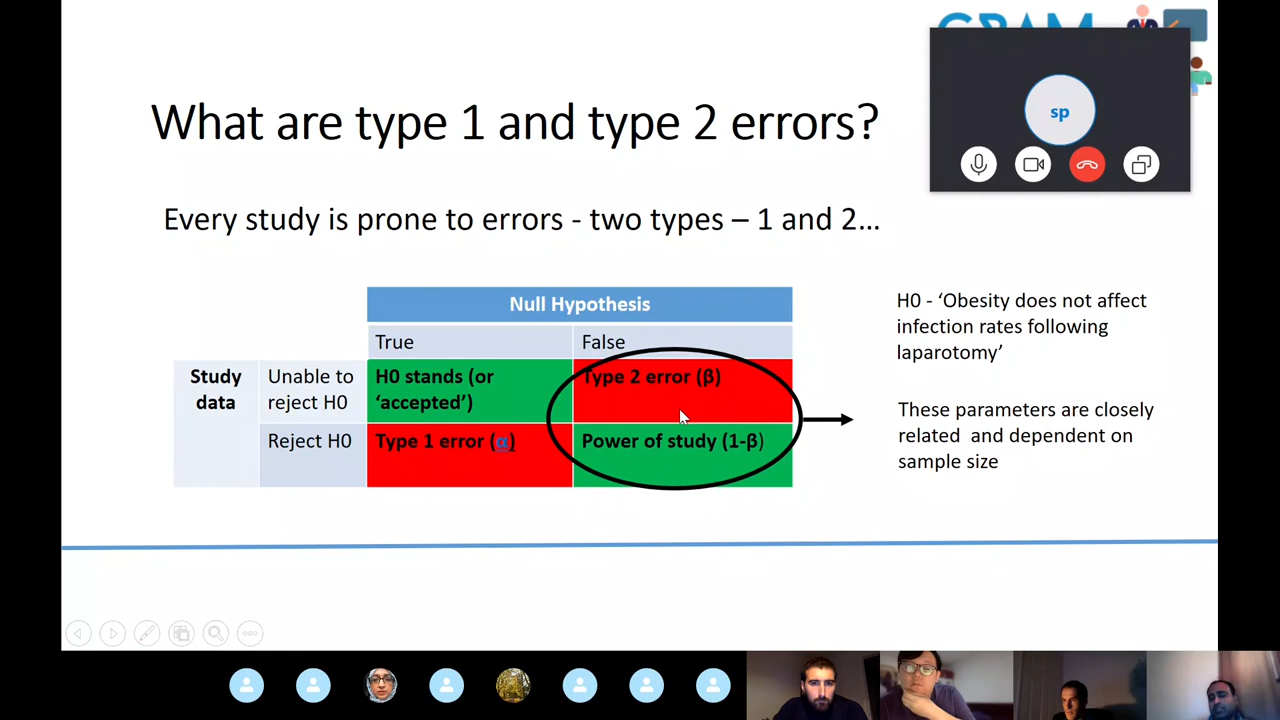 What are type 1 and type 2 errors?
sp
Every study is prone to errors - two types – 1 and 2…
Null Hypothesis
True
False
Study data
Unable to
reject H0
H0 stands (or
‘accepted’)
Type 2 error (β)
Reject H0
Type 1 error (α)
Power of study (1-β)
H0 - ‘Obesity does not affect
infection rates following
laparotomy’
These parameters are closely
related and dependent on
sample size